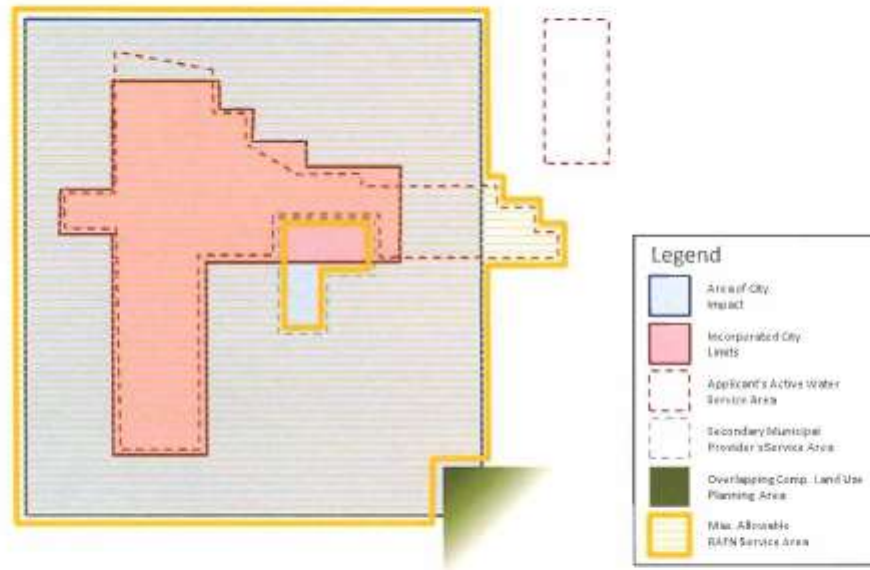 Legend
Area of City
Impact
Incorporated City
Limits
Applicant's Active Water
Service Area
Secondary Municipal
Provider's Service Area
Overlapping Comp. Land Use
Planning Area
Max. Allowable
RAFN Service Area